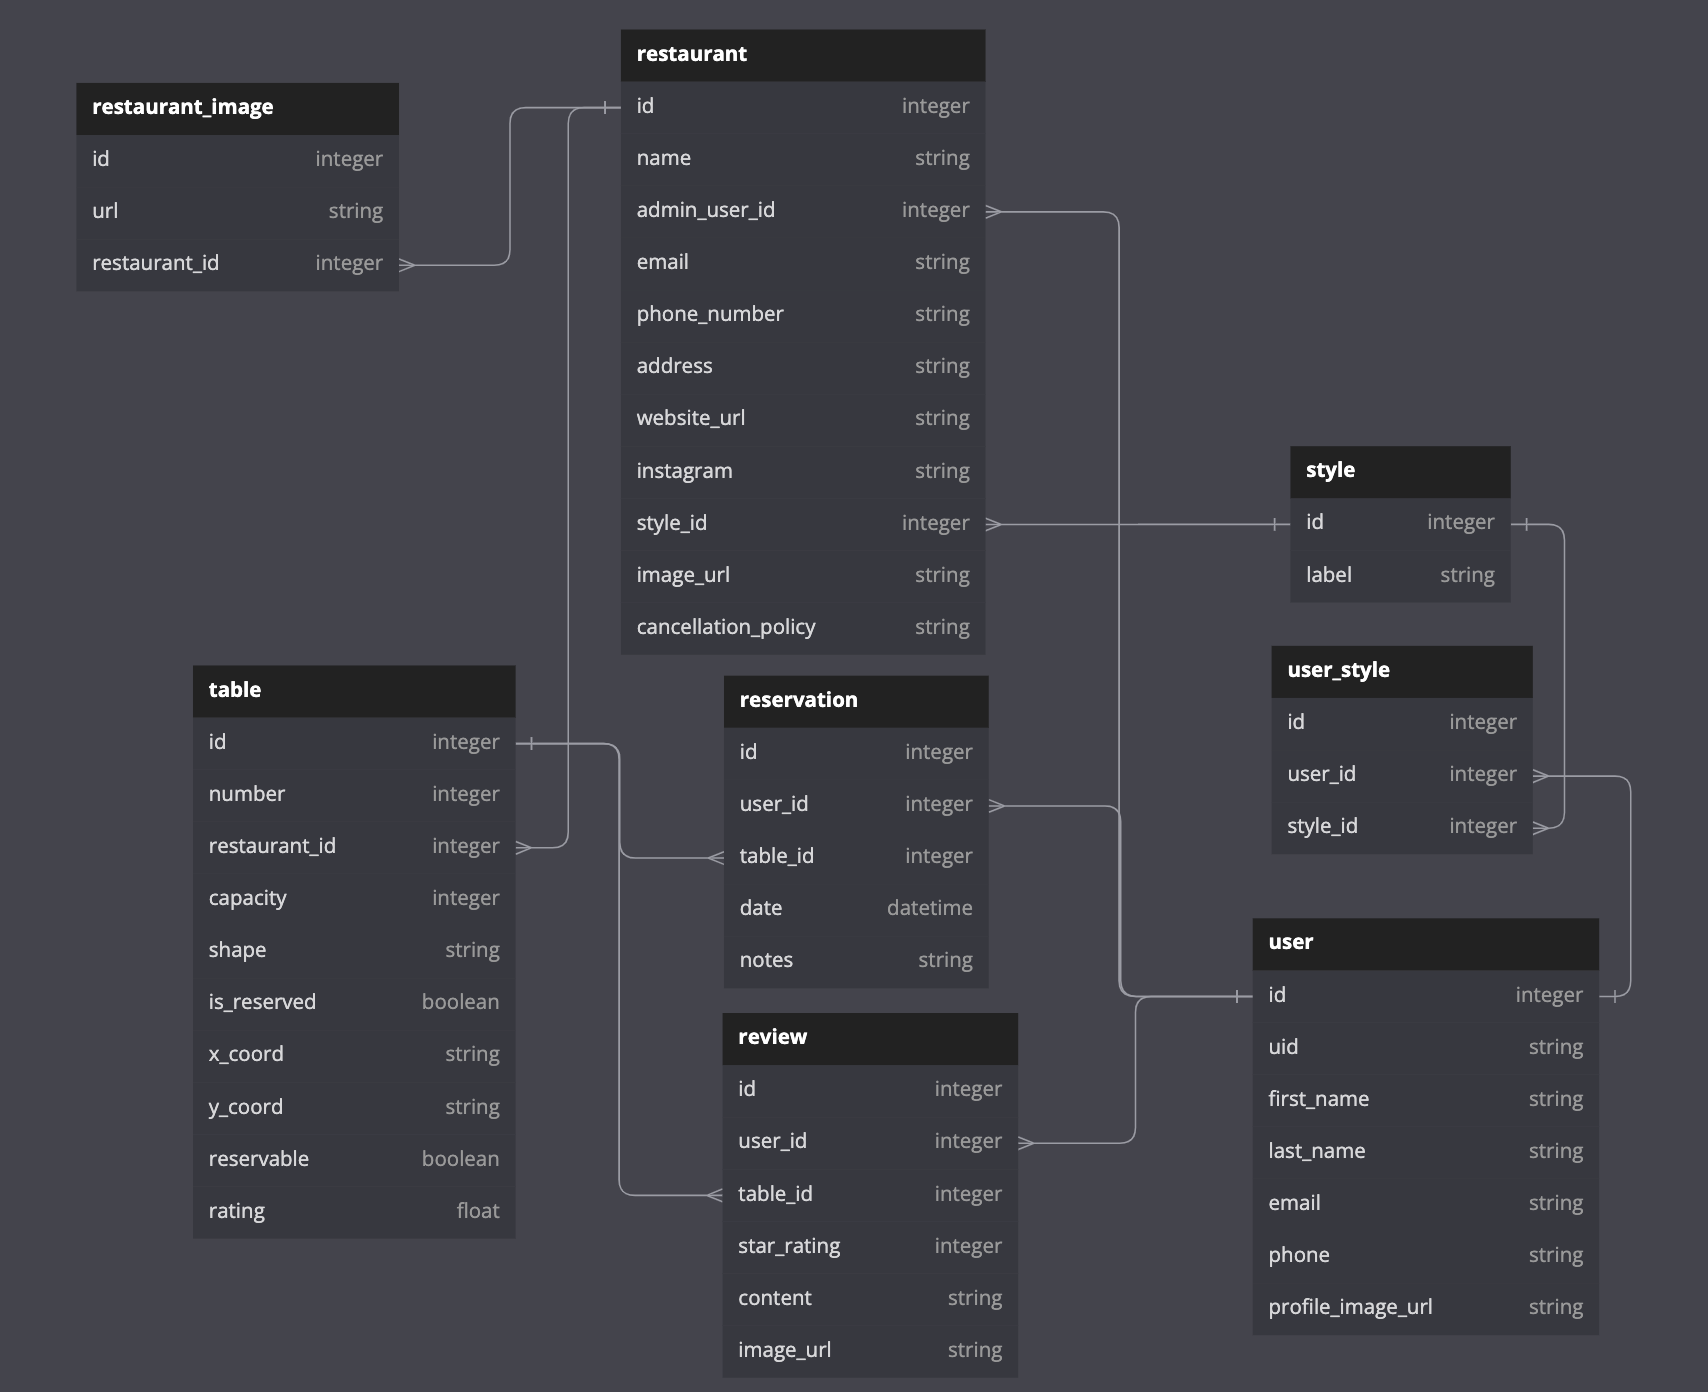 restaurant_image
id integer
url string
restaurant_id integer
restaurant
id integer
name string
admin_user_id integer
email string
phone_number string
address string
website_url string
instagram string
style_id integer
image_url string
cancellation_policy string
style
id integer
label string
user_style
id integer
user_id integer
style_id integer
table
id integer
number integer
restaurant_id integer
capacity integer
shape string
is_reserved boolean
x_coord string
y_coord string
reservable boolean
rating float
reservation
id integer
user_id integer
table_id integer
date datetime
notes string
review
id integer
user_id integer
table_id integer
star_rating integer
content string
image_url string
user
id integer
uid string
first_name string
last_name string
email string
phone string
profile_image_url string